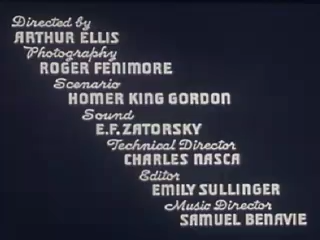 Directed by
ARTHUR ELLIS
Photography
ROGER FENIMORE
Scenario
HOMER KING GORDON
Sound
E.F. ZATORSKY
Technical Director
CHARLES NASCA
Editor
EMILY SULLINGER
Music Director
SAMUEL BENAVIE